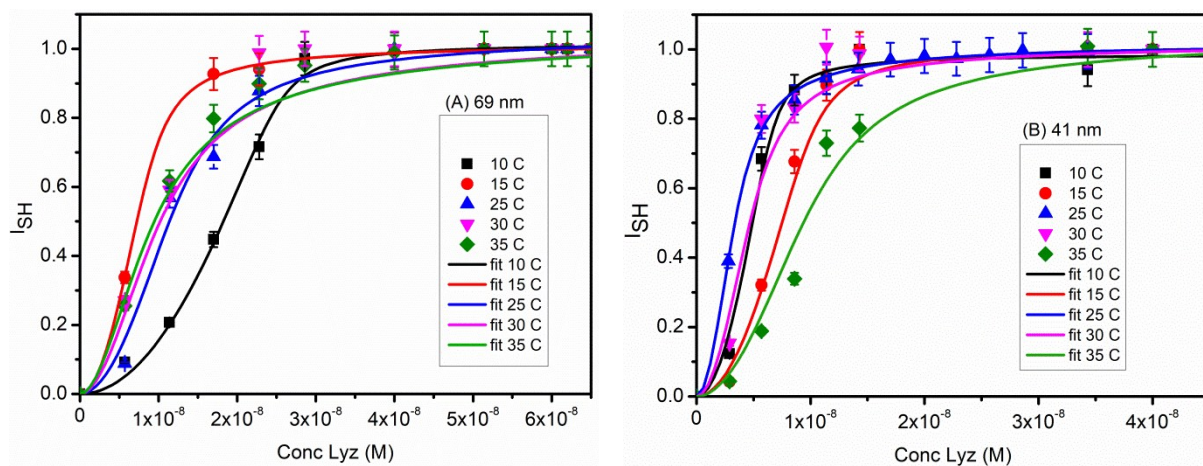 (A) 69 nm
10 C
15 C
25 C
30 C
35 C
fit 10 C
fit 15 C
fit 25 C
fit 30 C
fit 35 C
I_SH
1.0
0.8
0.6
0.4
0.2
0.0
0 1x10⁻⁸ 2x10⁻⁸ 3x10⁻⁸ 4x10⁻⁸ 5x10⁻⁸ 6x10⁻⁸
Conc Lyz (M)
(B) 41 nm
10 C
15 C
25 C
30 C
35 C
fit 10 C
fit 15 C
fit 25 C
fit 30 C
fit 35 C
I_SH
1.0
0.8
0.6
0.4
0.2
0.0
0 1x10⁻⁸ 2x10⁻⁸ 3x10⁻⁸ 4x10⁻⁸
Conc Lyz (M)